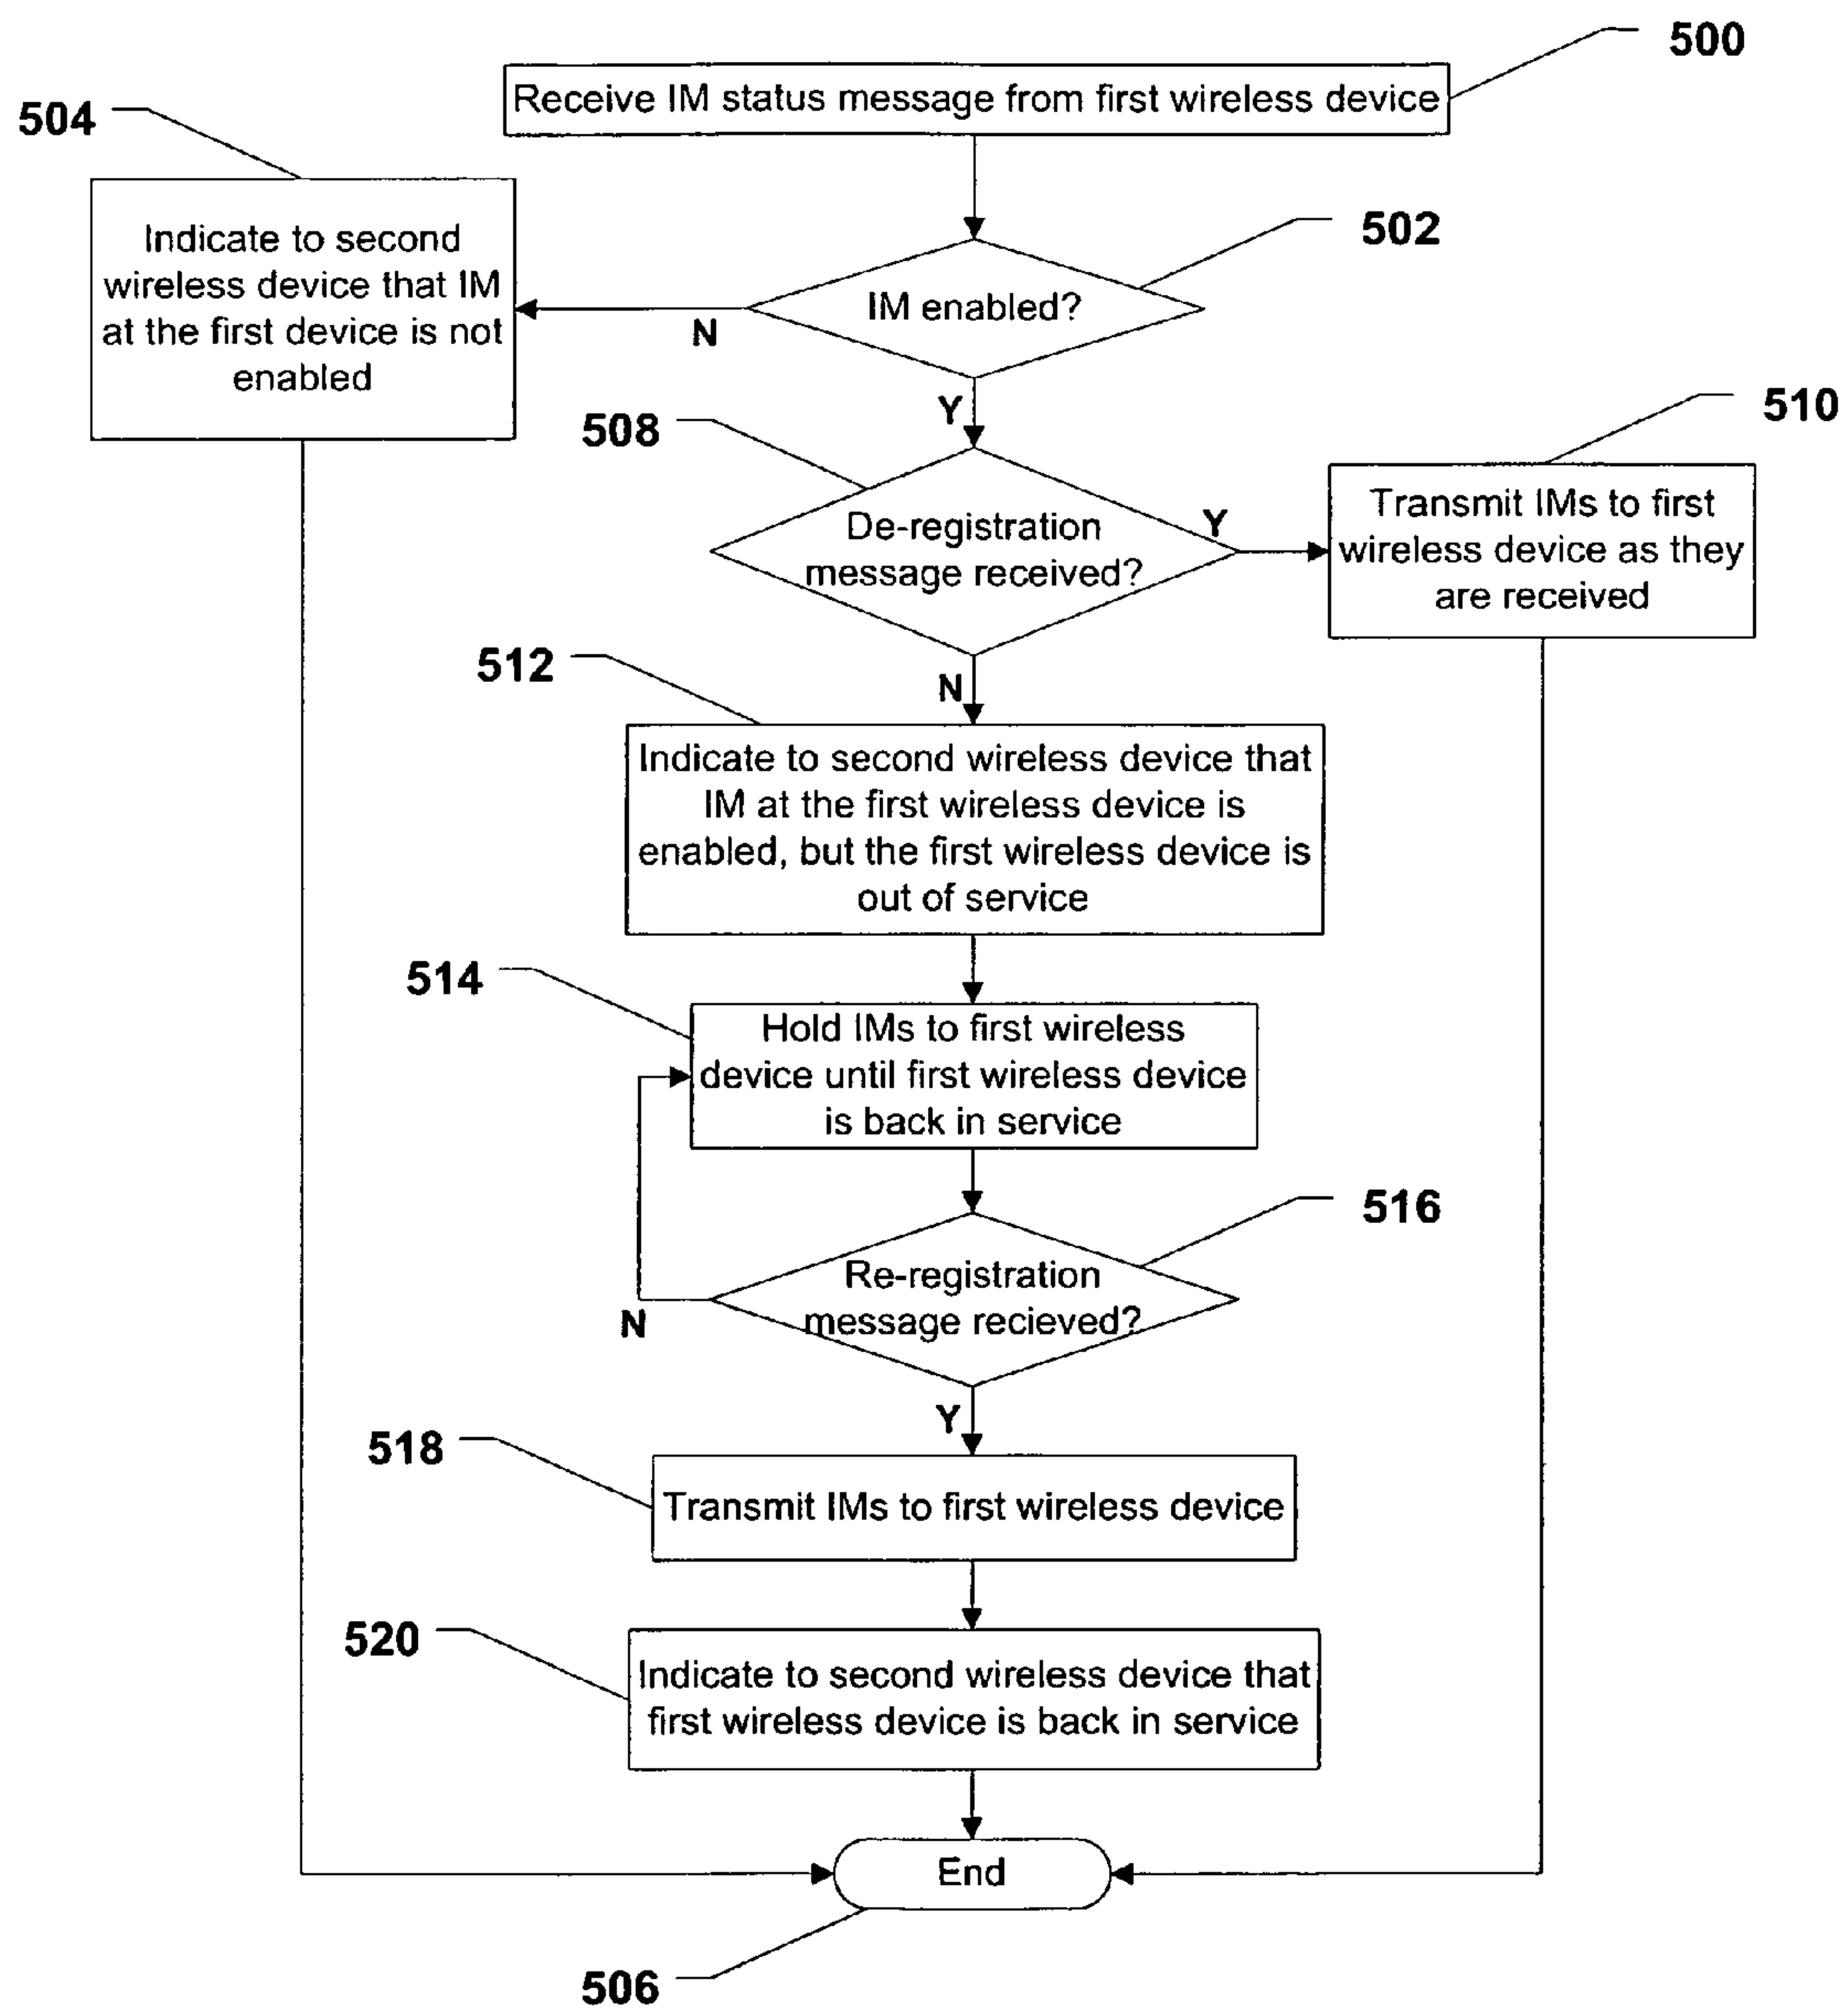 500
Receive IM status message from first wireless device
504
Indicate to second
wireless device that IM
at the first device is not
enabled
502
IM enabled?
N
Y
508
De-registration
message received?
Y
510
Transmit IMs to first
wireless device as they
are received
N
512
Indicate to second wireless device that
IM at the first wireless device is
enabled, but the first wireless device is
out of service
514
Hold IMs to first wireless
device until first wireless device
is back in service
516
Re-registration
message recieved?
N
Y
518
Transmit IMs to first wireless device
520
Indicate to second wireless device that
first wireless device is back in service
End
506